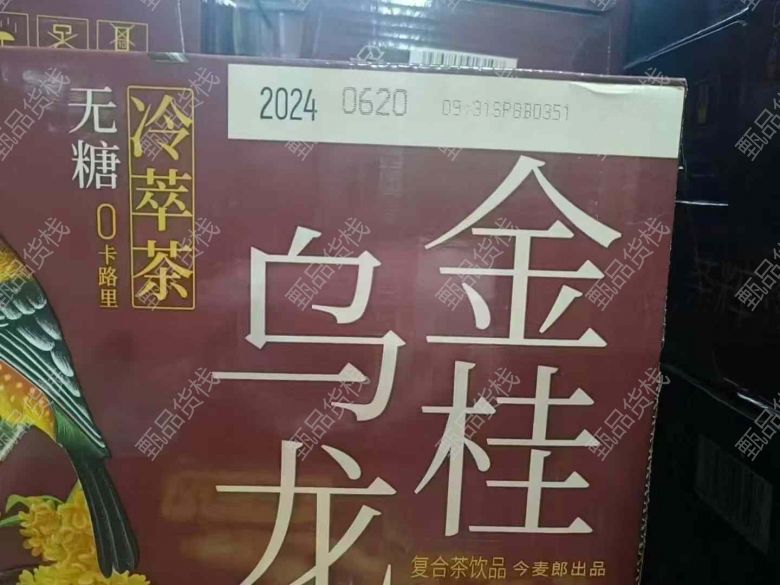 2024 0620 09:31SPBB0351
无糖
0卡路里
冷萃茶
金桂
乌龙
复合茶饮品 今麦郎出品
甄品货栈